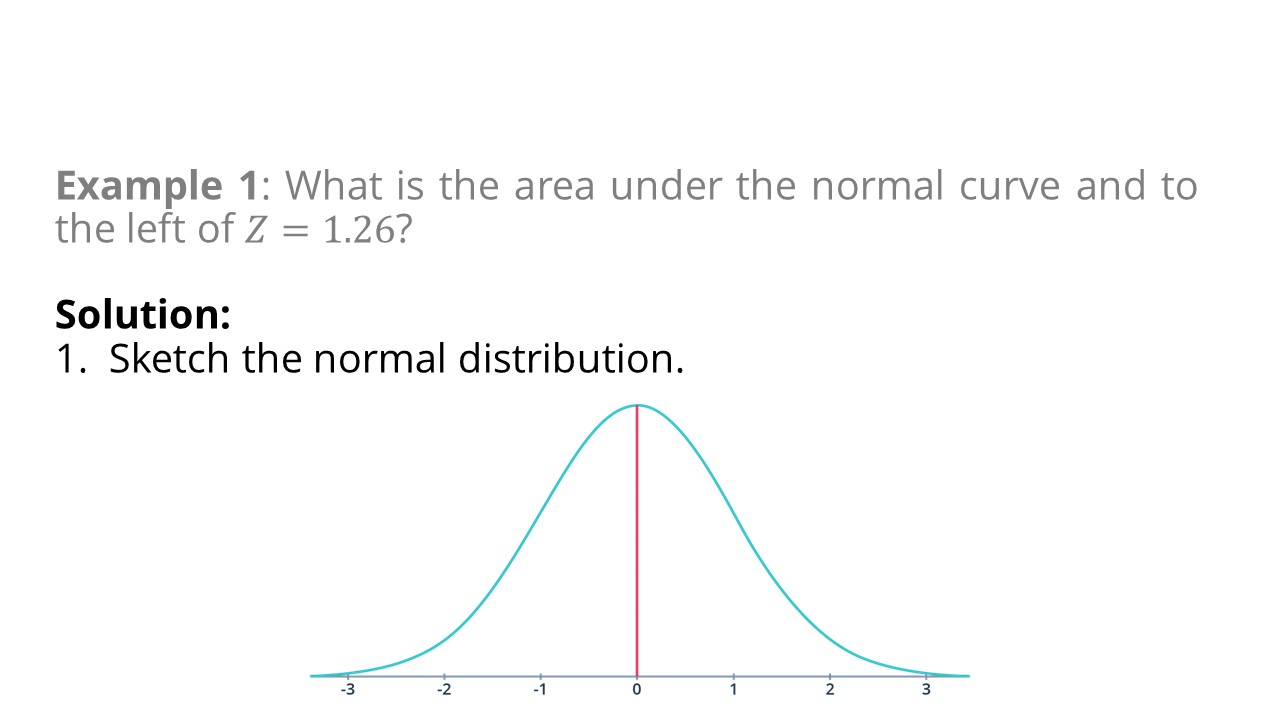 Example 1: What is the area under the normal curve and to
the left of Z = 1.26?
Solution:
1. Sketch the normal distribution.
-3 -2 -1 0 1 2 3